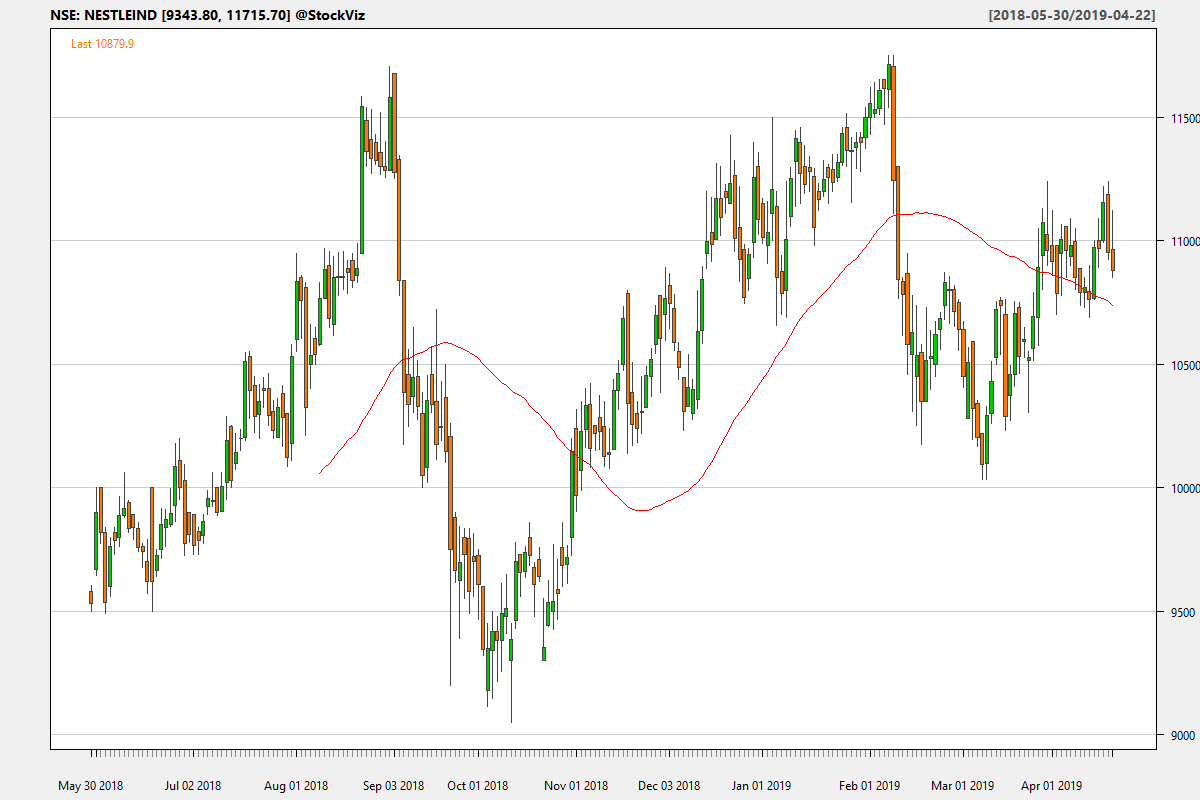 NSE: NESTLEIND [9343.80, 11715.70] @StockViz [2018-05-30/2019-04-22]
Last 10879.9
11500
11000
10500
10000
9500
9000
May 30 2018 Jul 02 2018 Aug 01 2018 Sep 03 2018 Oct 01 2018 Nov 01 2018 Dec 03 2018 Jan 01 2019 Feb 01 2019 Mar 01 2019 Apr 01 2019